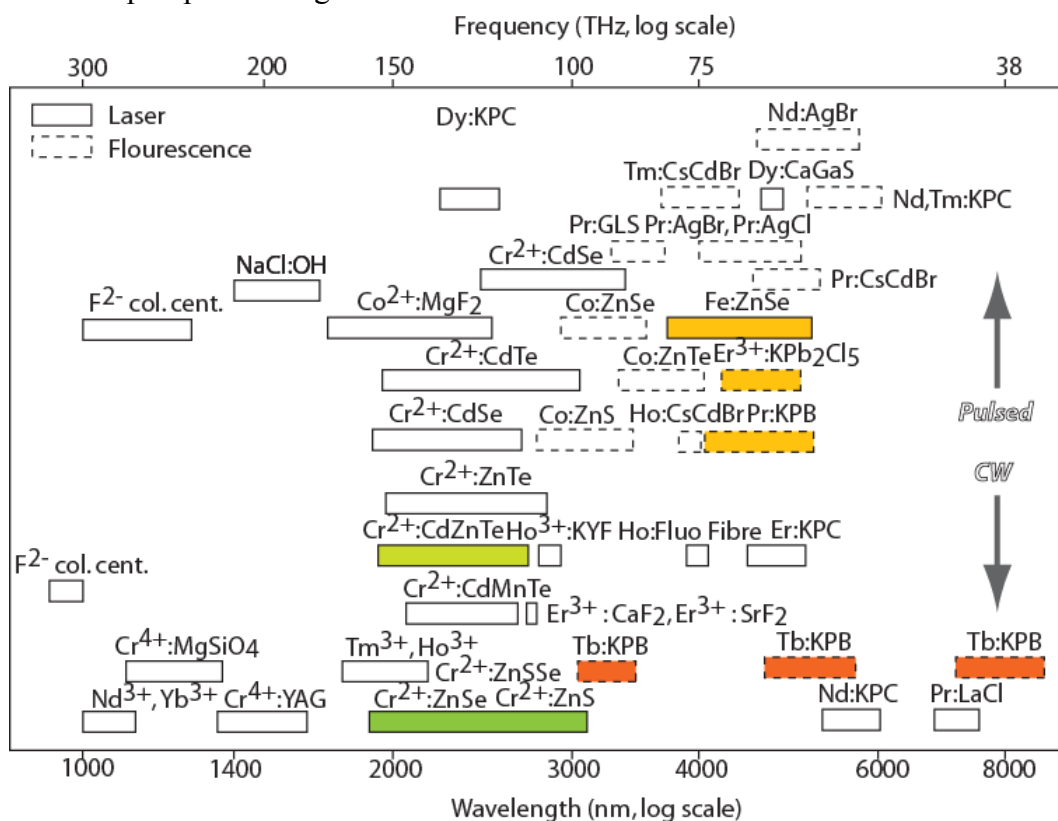 Frequency (THz, log scale)
300 200 150 100 75 38
Laser
Flourescence
Dy:KPC
Nd:AgBr
Tm:CsCdBr Dy:CaGaS
Nd,Tm:KPC
Pr:GLS Pr:AgBr, Pr:AgCl
Cr2+:CdSe
NaCl:OH
Pr:CsCdBr
F2- col. cent.
Co2+:MgF2
Co:ZnSe
Fe:ZnSe
Cr2+:CdTe
Co:ZnTe
Er3+:KPb2Cl5
Cr2+:CdSe
Co:ZnS
Ho:CsCdBr Pr:KPB
Pulsed
CW
Cr2+:ZnTe
Cr2+:CdZnTe Ho3+:KYF Ho:Fluo Fibre Er:KPC
F2- col. cent.
Cr2+:CdMnTe
Er3+ : CaF2, Er3+ : SrF2
Cr4+:MgSiO4
Tm3+, Ho3+
Tb:KPB
Tb:KPB
Tb:KPB
Cr2+:ZnSSe
Nd3+, Yb3+ Cr4+:YAG
Cr2+:ZnSe Cr2+:ZnS
Nd:KPC
Pr:LaCl
1000 1400 2000 3000 4000 6000 8000
Wavelength (nm, log scale)